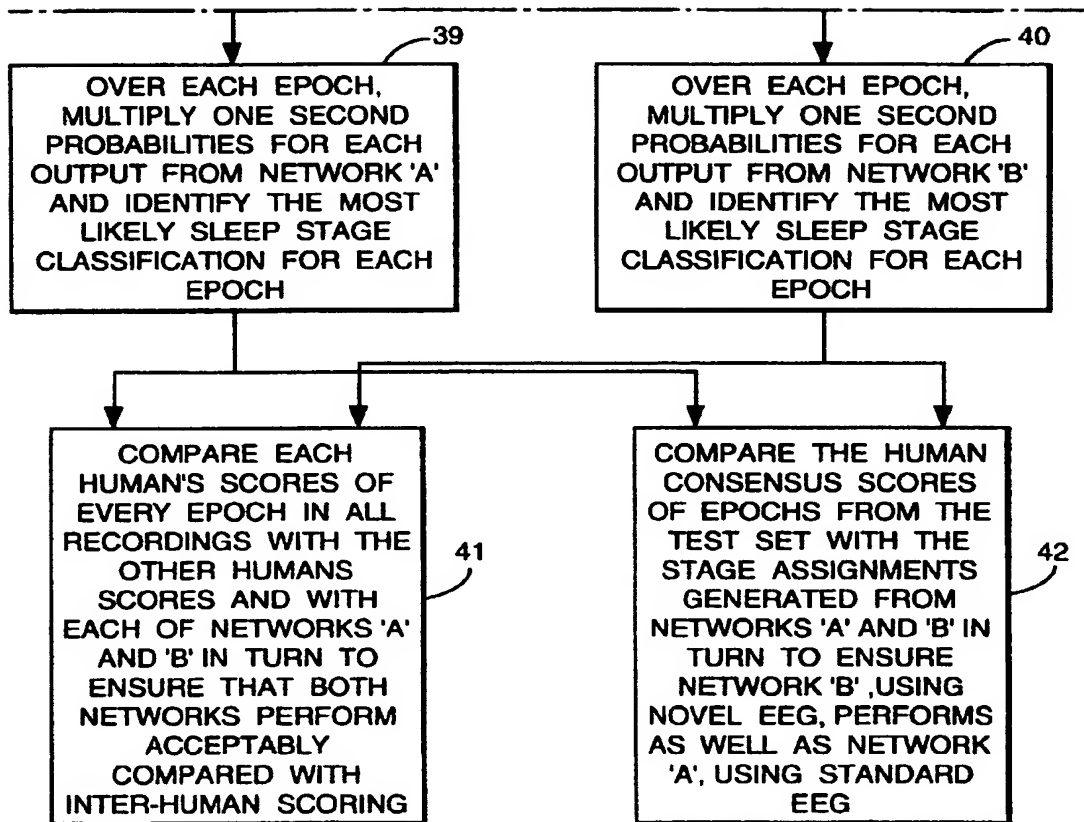 39
OVER EACH EPOCH,
MULTIPLY ONE SECOND
PROBABILITIES FOR EACH
OUTPUT FROM NETWORK 'A'
AND IDENTIFY THE MOST
LIKELY SLEEP STAGE
CLASSIFICATION FOR EACH
EPOCH
40
OVER EACH EPOCH,
MULTIPLY ONE SECOND
PROBABILITIES FOR EACH
OUTPUT FROM NETWORK 'B'
AND IDENTIFY THE MOST
LIKELY SLEEP STAGE
CLASSIFICATION FOR EACH
EPOCH
COMPARE EACH
HUMAN'S SCORES OF
EVERY EPOCH IN ALL
RECORDINGS WITH THE
OTHER HUMANS
SCORES AND WITH
EACH OF NETWORKS 'A'
AND 'B' IN TURN TO
ENSURE THAT BOTH
NETWORKS PERFORM
ACCEPTABLY
COMPARED WITH
INTER-HUMAN SCORING
41
COMPARE THE HUMAN
CONSENSUS SCORES
OF EPOCHS FROM THE
TEST SET WITH THE
STAGE ASSIGNMENTS
GENERATED FROM
NETWORKS 'A' AND 'B' IN
TURN TO ENSURE
NETWORK 'B' ,USING
NOVEL EEG, PERFORMS
AS WELL AS NETWORK
'A', USING STANDARD
EEG
42